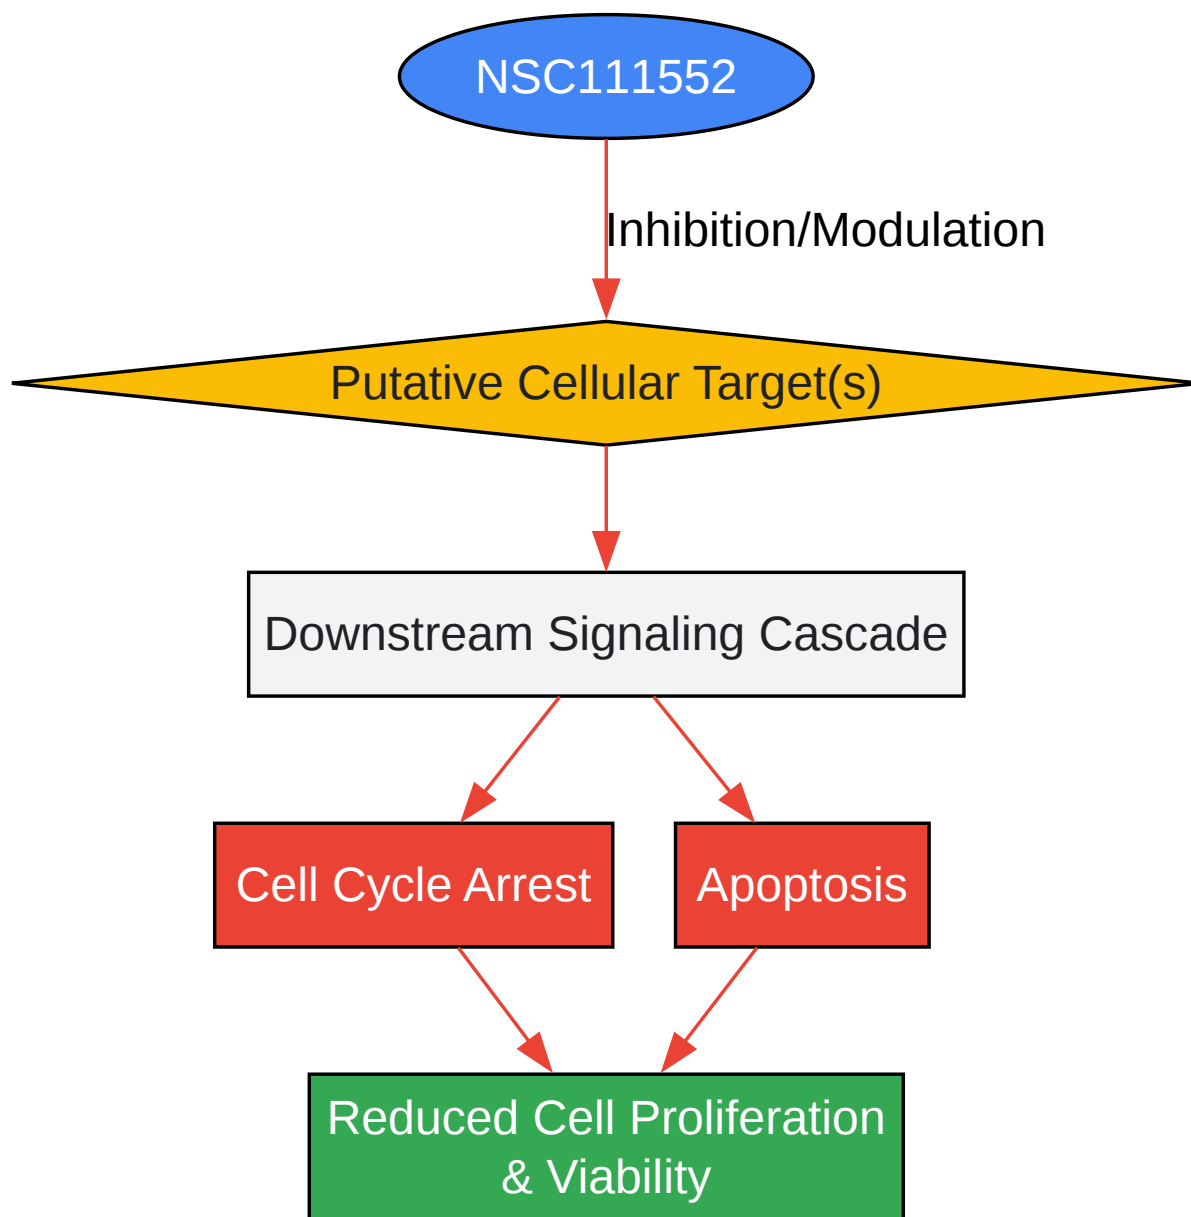 NSC111552
Inhibition/Modulation
Putative Cellular Target(s)
Downstream Signaling Cascade
Cell Cycle Arrest
Apoptosis
Reduced Cell Proliferation
& Viability